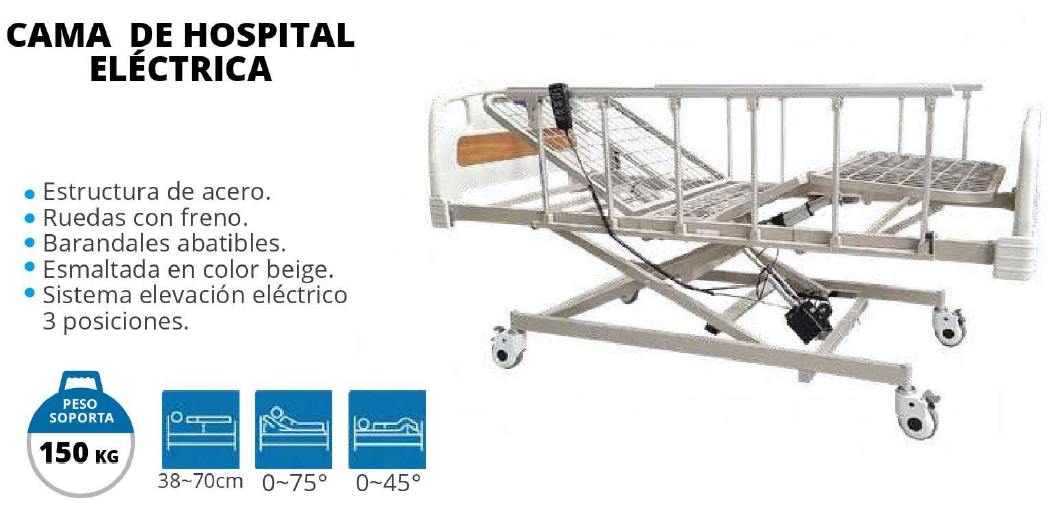 CAMA DE HOSPITAL
ELÉCTRICA
• Estructura de acero.
• Ruedas con freno.
• Barandales abatibles.
• Esmaltada en color beige.
• Sistema elevación eléctrico
3 posiciones.
PESO
SOPORTA
150 KG
38~70cm 0~75° 0~45°